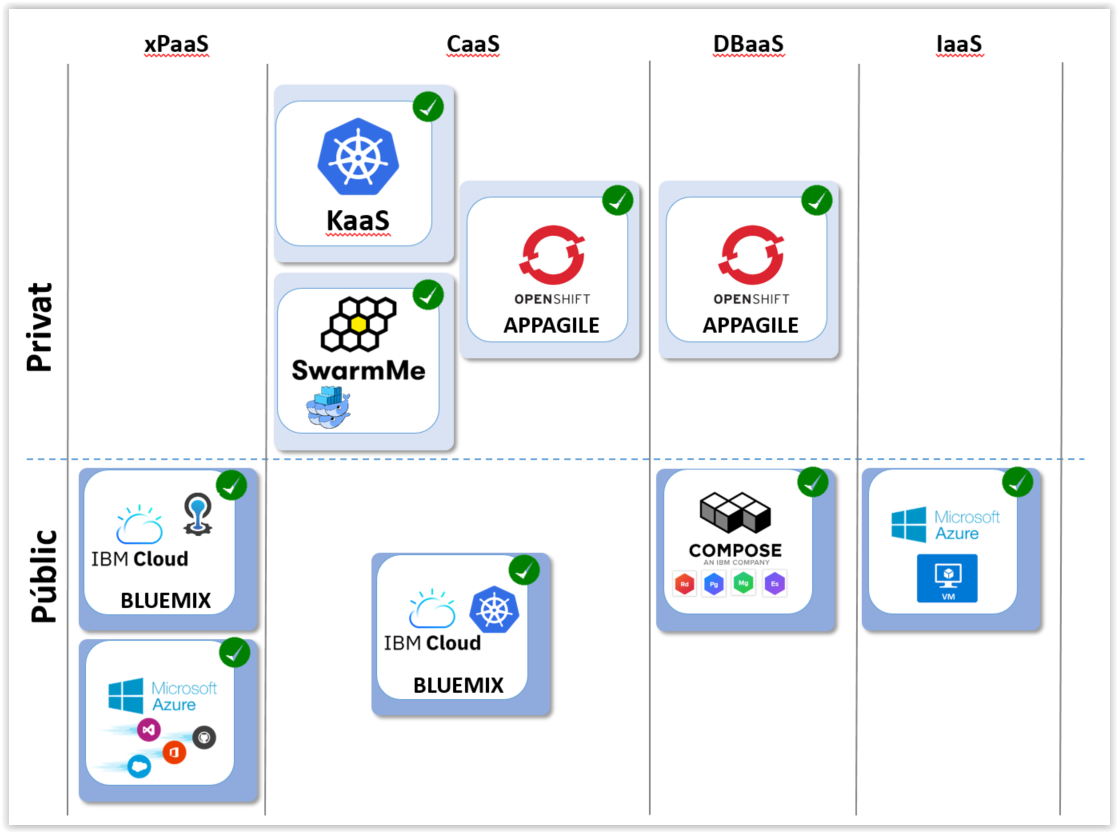 xPaaS
CaaS
DBaaS
IaaS
Privat
KaaS
SwarmMe
OPENSHIFT
APPAGILE
OPENSHIFT
APPAGILE
Públic
IBM Cloud
BLUEMIX
Microsoft
Azure
IBM Cloud
BLUEMIX
COMPOSE
AN IBM COMPANY
Rd Pg Mg Es
Microsoft
Azure
VM